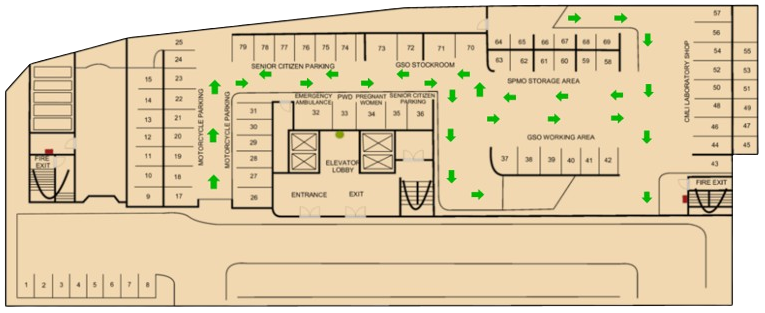 57
56
54 55
52 53
51 50
48 49
46 47
44 45
43
CMLI LABORATORY SHOP
64 65 66 67 68 69
63 62 61 60 59 58
SPMO STORAGE AREA
GSO WORKING AREA
37 38 39 40 41 42
79 78 77 76 75 74 73 72 71 70
SENIOR CITIZEN PARKING
GSO STOCKROOM
EMERGENCY
AMBULANCE
PWD
PREGNANT
WOMEN
SENIOR CITIZEN
PARKING
32 33 34 35 36
25
24
15 23
14 22
13 21
12 20
11 19
10 18
9 17
MOTORCYCLE PARKING
MOTORCYCLE PARKING
31
30
29
28
27
26
ELEVATOR
LOBBY
ENTRANCE
EXIT
FIRE
EXIT
FIRE EXIT
1 2 3 4 5 6 7 8